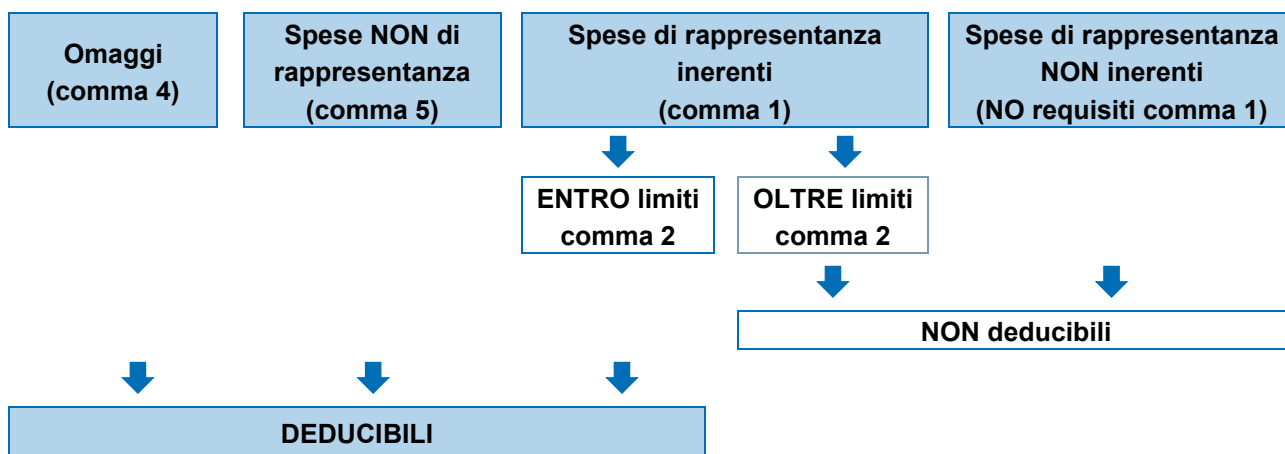 Omaggi
(comma 4)
Spese NON di
rappresentanza
(comma 5)
Spese di rappresentanza
inerenti
(comma 1)
Spese di rappresentanza
NON inerenti
(NO requisiti comma 1)
ENTRO limiti
comma 2
OLTRE limiti
comma 2
NON deducibili
DEDUCIBILI